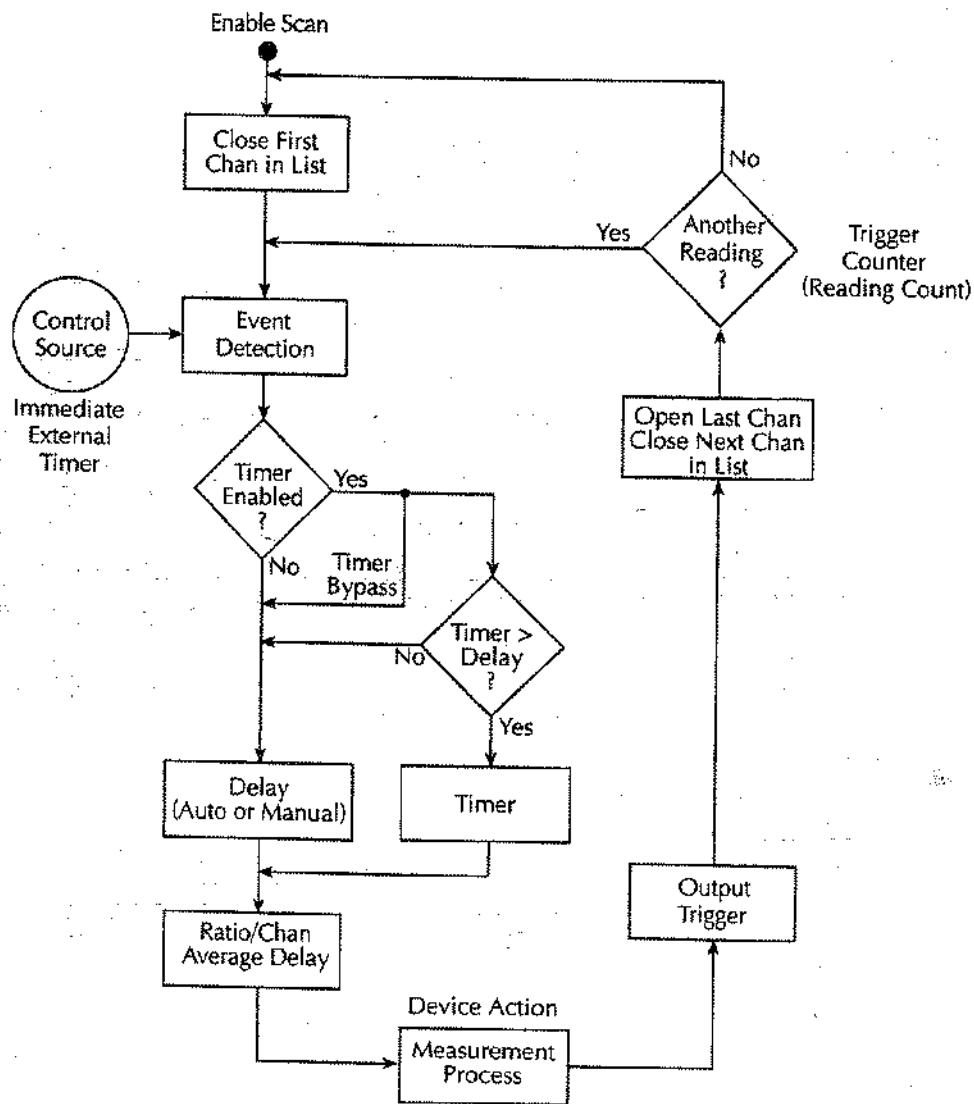 Enable Scan
Close First
Chan in List
No
Yes
Another
Reading
?
Trigger
Counter
(Reading Count)
Control
Source
Event
Detection
Immediate
External
Timer
Open Last Chan
Close Next Chan
in List
Timer
Enabled
?
Yes
No
Timer
Bypass
Timer >
Delay
?
No
Yes
Delay
(Auto or Manual)
Timer
Output
Trigger
Ratio/Chan
Average Delay
Device Action
Measurement
Process